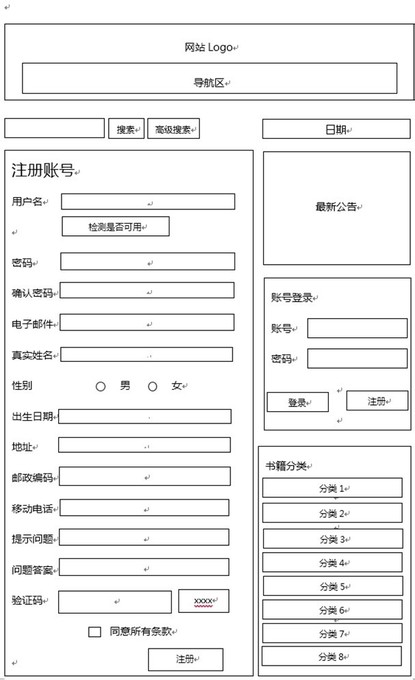 网站 Logo
导航区
搜索 高级搜索 日期
注册账号
用户名
检测是否可用
密码
确认密码
电子邮件
真实姓名
性别 男 女
出生日期
地址
邮政编码
移动电话
提示问题
问题答案
验证码 xxxx
同意所有条款
注册
最新公告
账号登录
账号
密码
登录 注册
书籍分类
分类 1
分类 2
分类 3
分类 4
分类 5
分类 6
分类 7
分类 8